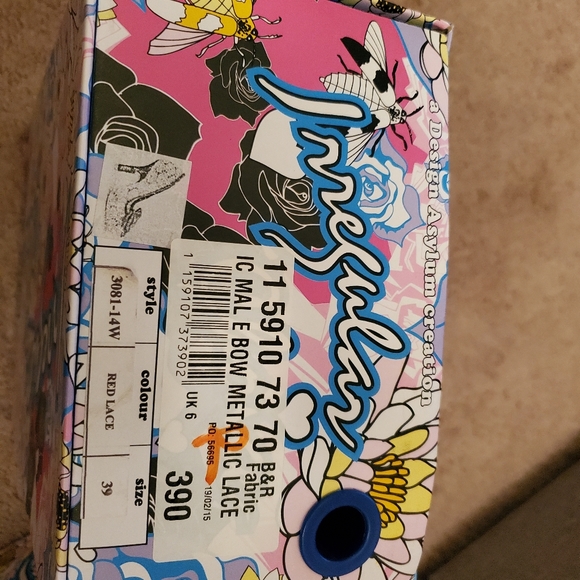 Irregular
a Design Asylum creation
style
3081-14W
colour
RED LACE
size
39
11 5910 73 70 B&R
Fabric
IC MAL E BOW METALLIC LACE
1 159107 373902
UK 6
PO: 56695
19/02/15
390